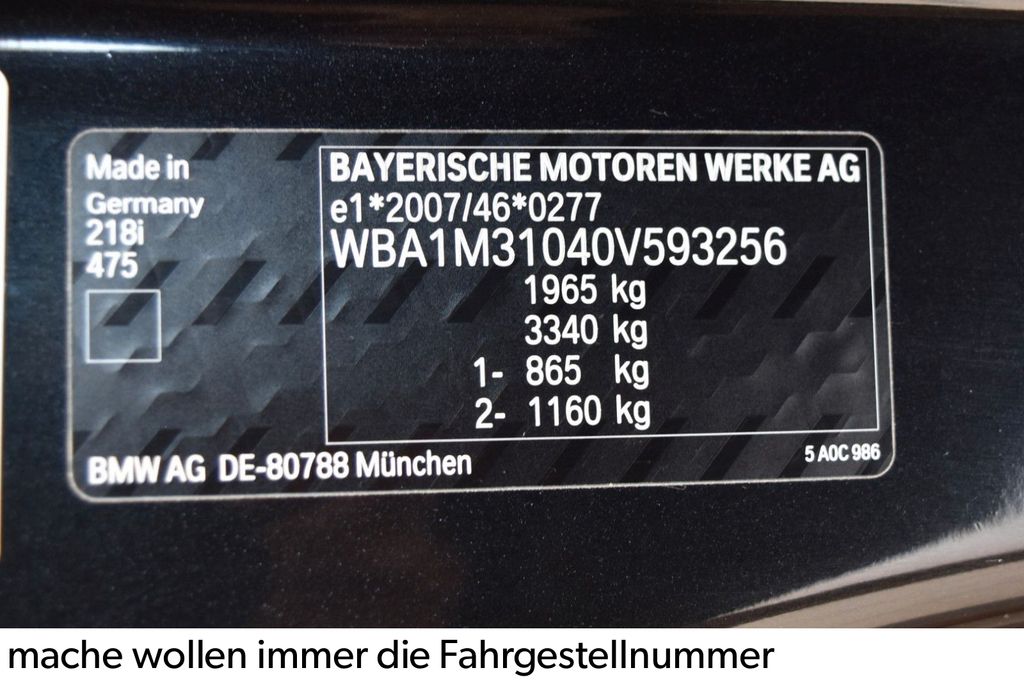 Made in
Germany
218i
475
BAYERISCHE MOTOREN WERKE AG
e1*2007/46*0277
WBA1M31040V593256
1965 kg
3340 kg
1- 865 kg
2- 1160 kg
BMW AG DE-80788 München
5 A0C 986
mache wollen immer die Fahrgestellnummer